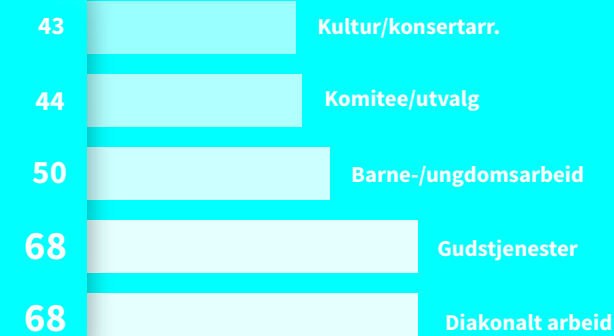 43 Kultur/konsertarr.
44 Komitee/utvalg
50 Barne-/ungdomsarbeid
68 Gudstjenester
68 Diakonalt arbeid